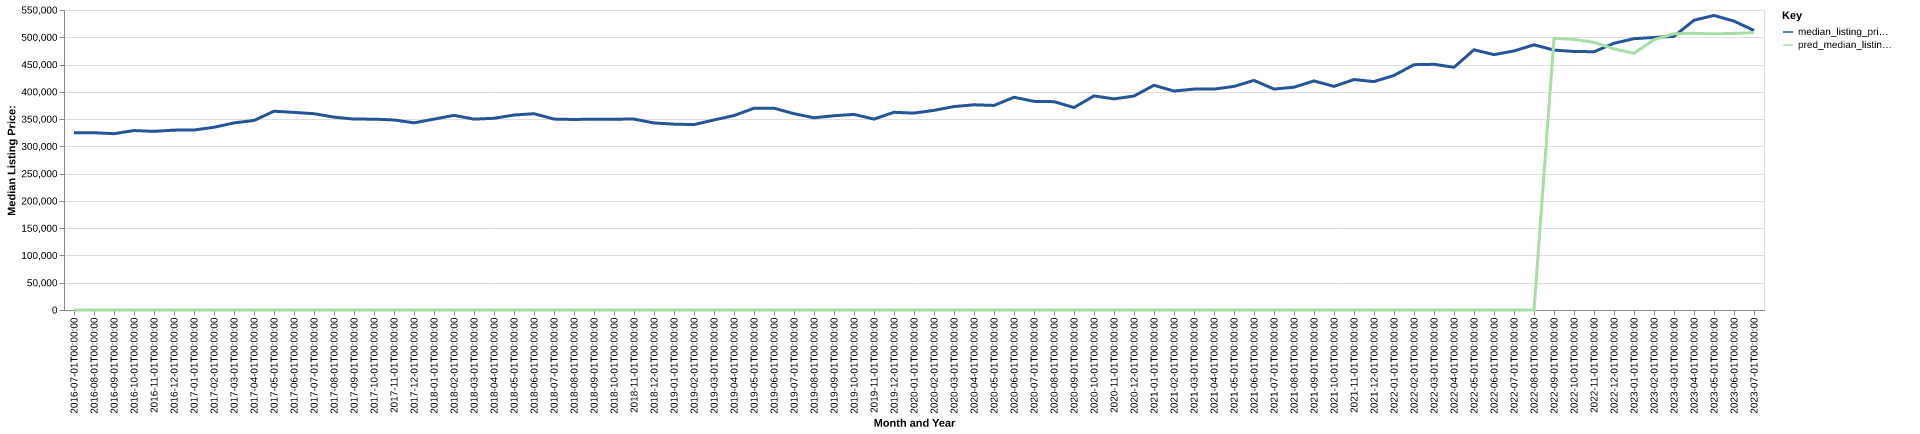 550,000
500,000
450,000
400,000
350,000
300,000
250,000
200,000
150,000
100,000
50,000
0
Median Listing Price:
2016-07-01T00:00:00
2016-08-01T00:00:00
2016-09-01T00:00:00
2016-10-01T00:00:00
2016-11-01T00:00:00
2016-12-01T00:00:00
2017-01-01T00:00:00
2017-02-01T00:00:00
2017-03-01T00:00:00
2017-04-01T00:00:00
2017-05-01T00:00:00
2017-06-01T00:00:00
2017-07-01T00:00:00
2017-08-01T00:00:00
2017-09-01T00:00:00
2017-10-01T00:00:00
2017-11-01T00:00:00
2017-12-01T00:00:00
2018-01-01T00:00:00
2018-02-01T00:00:00
2018-03-01T00:00:00
2018-04-01T00:00:00
2018-05-01T00:00:00
2018-06-01T00:00:00
2018-07-01T00:00:00
2018-08-01T00:00:00
2018-09-01T00:00:00
2018-10-01T00:00:00
2018-11-01T00:00:00
2018-12-01T00:00:00
2019-01-01T00:00:00
2019-02-01T00:00:00
2019-03-01T00:00:00
2019-04-01T00:00:00
2019-05-01T00:00:00
2019-06-01T00:00:00
2019-07-01T00:00:00
2019-08-01T00:00:00
2019-09-01T00:00:00
2019-10-01T00:00:00
2019-11-01T00:00:00
2019-12-01T00:00:00
2020-01-01T00:00:00
2020-02-01T00:00:00
2020-03-01T00:00:00
2020-04-01T00:00:00
2020-05-01T00:00:00
2020-06-01T00:00:00
2020-07-01T00:00:00
2020-08-01T00:00:00
2020-09-01T00:00:00
2020-10-01T00:00:00
2020-11-01T00:00:00
2020-12-01T00:00:00
2021-01-01T00:00:00
2021-02-01T00:00:00
2021-03-01T00:00:00
2021-04-01T00:00:00
2021-05-01T00:00:00
2021-06-01T00:00:00
2021-07-01T00:00:00
2021-08-01T00:00:00
2021-09-01T00:00:00
2021-10-01T00:00:00
2021-11-01T00:00:00
2021-12-01T00:00:00
2022-01-01T00:00:00
2022-02-01T00:00:00
2022-03-01T00:00:00
2022-04-01T00:00:00
2022-05-01T00:00:00
2022-06-01T00:00:00
2022-07-01T00:00:00
2022-08-01T00:00:00
2022-09-01T00:00:00
2022-10-01T00:00:00
2022-11-01T00:00:00
2022-12-01T00:00:00
2023-01-01T00:00:00
2023-02-01T00:00:00
2023-03-01T00:00:00
2023-04-01T00:00:00
2023-05-01T00:00:00
2023-06-01T00:00:00
2023-07-01T00:00:00
Month and Year
Key
median_listing_pri…
pred_median_listin…